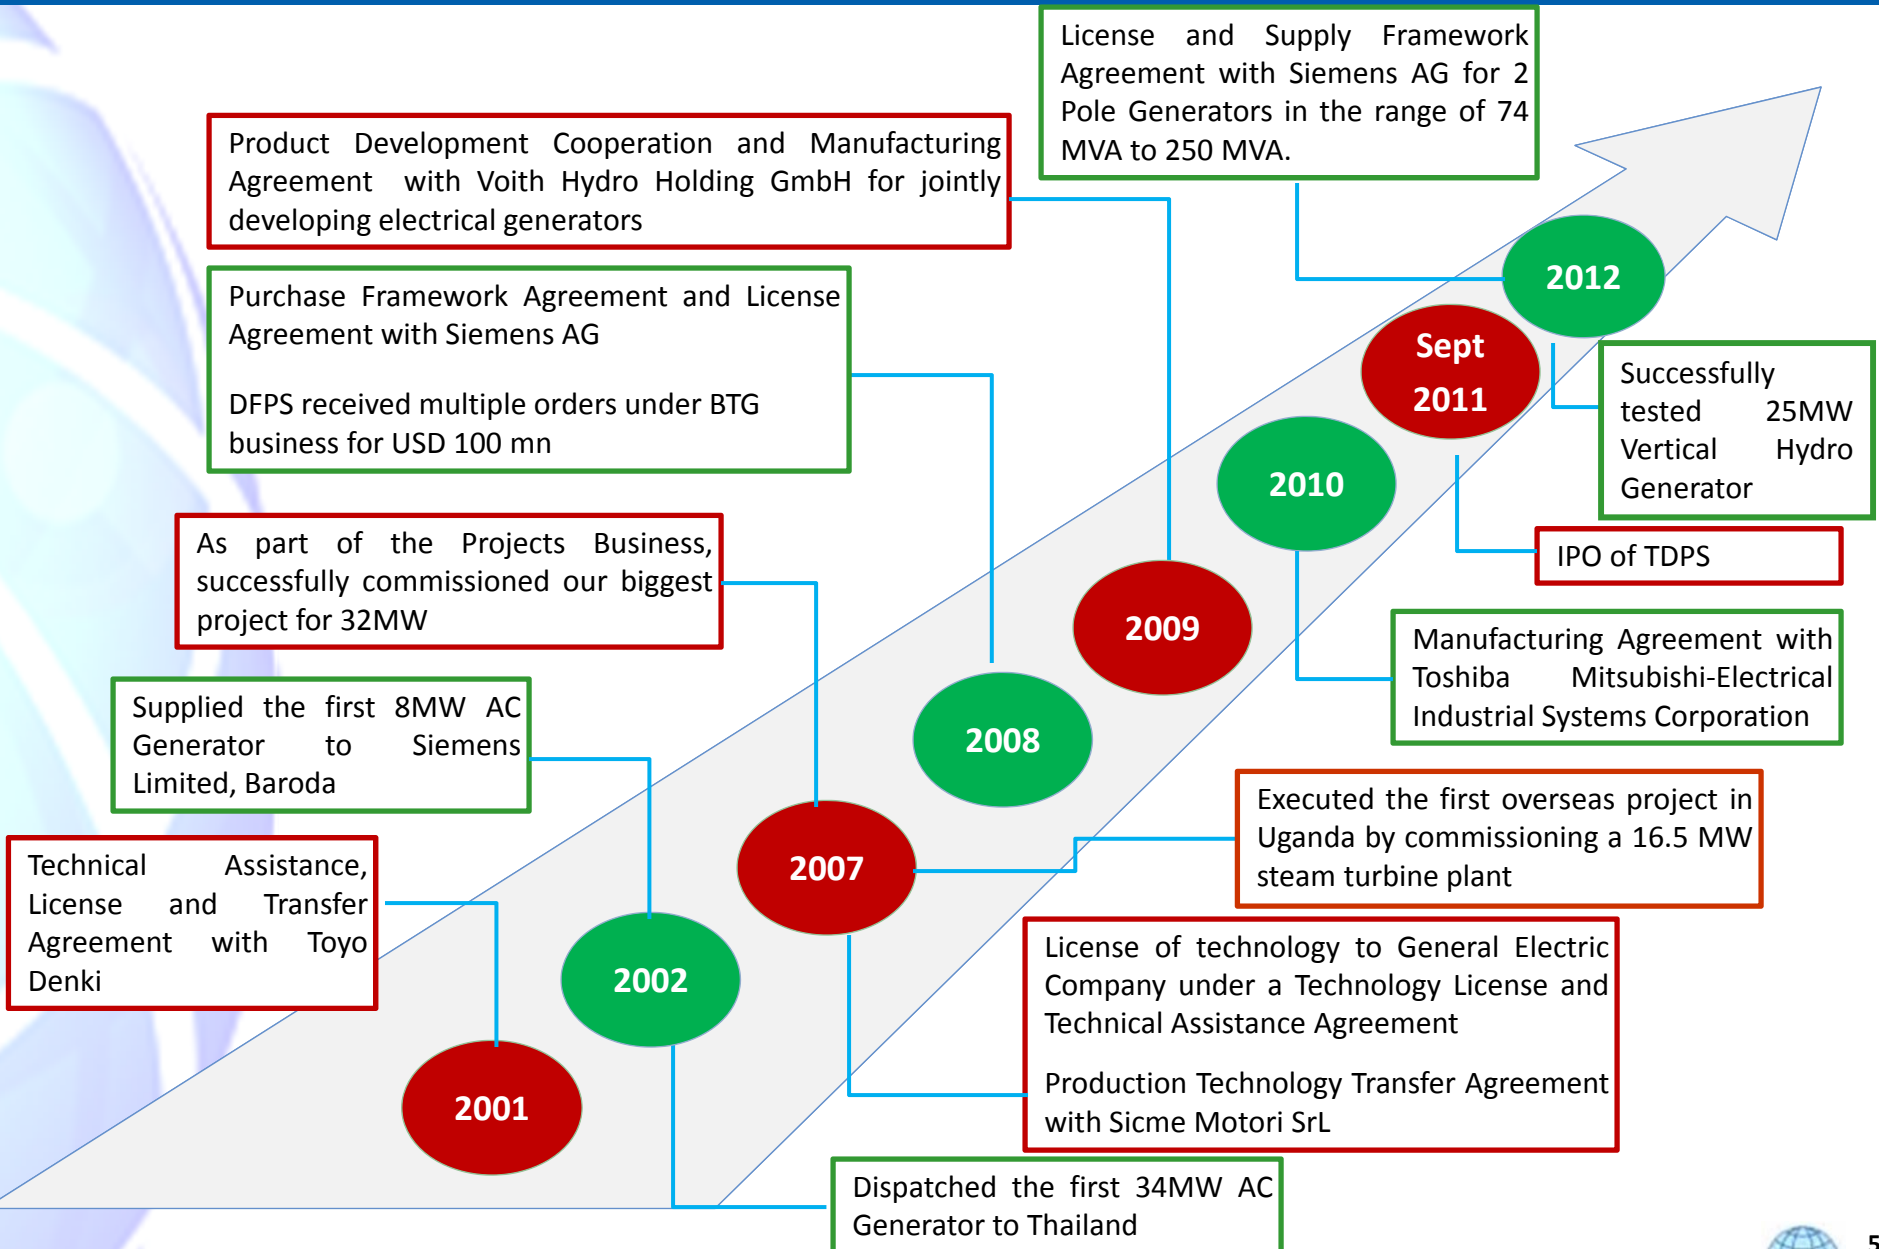 License and Supply Framework
Agreement with Siemens AG for 2
Pole Generators in the range of 74
MVA to 250 MVA.
Product Development Cooperation and Manufacturing
Agreement with Voith Hydro Holding GmbH for jointly
developing electrical generators
Purchase Framework Agreement and License
Agreement with Siemens AG
DFPS received multiple orders under BTG
business for USD 100 mn
2012
Sept
2011
Successfully
tested 25MW
Vertical Hydro
Generator
2010
IPO of TDPS
As part of the Projects Business,
successfully commissioned our biggest
project for 32MW
2009
Manufacturing Agreement with
Toshiba Mitsubishi-Electrical
Industrial Systems Corporation
Supplied the first 8MW AC
Generator to Siemens
Limited, Baroda
2008
Executed the first overseas project in
Uganda by commissioning a 16.5 MW
steam turbine plant
Technical Assistance,
License and Transfer
Agreement with Toyo
Denki
2007
2002
License of technology to General Electric
Company under a Technology License and
Technical Assistance Agreement
Production Technology Transfer Agreement
with Sicme Motori SrL
2001
Dispatched the first 34MW AC
Generator to Thailand
5